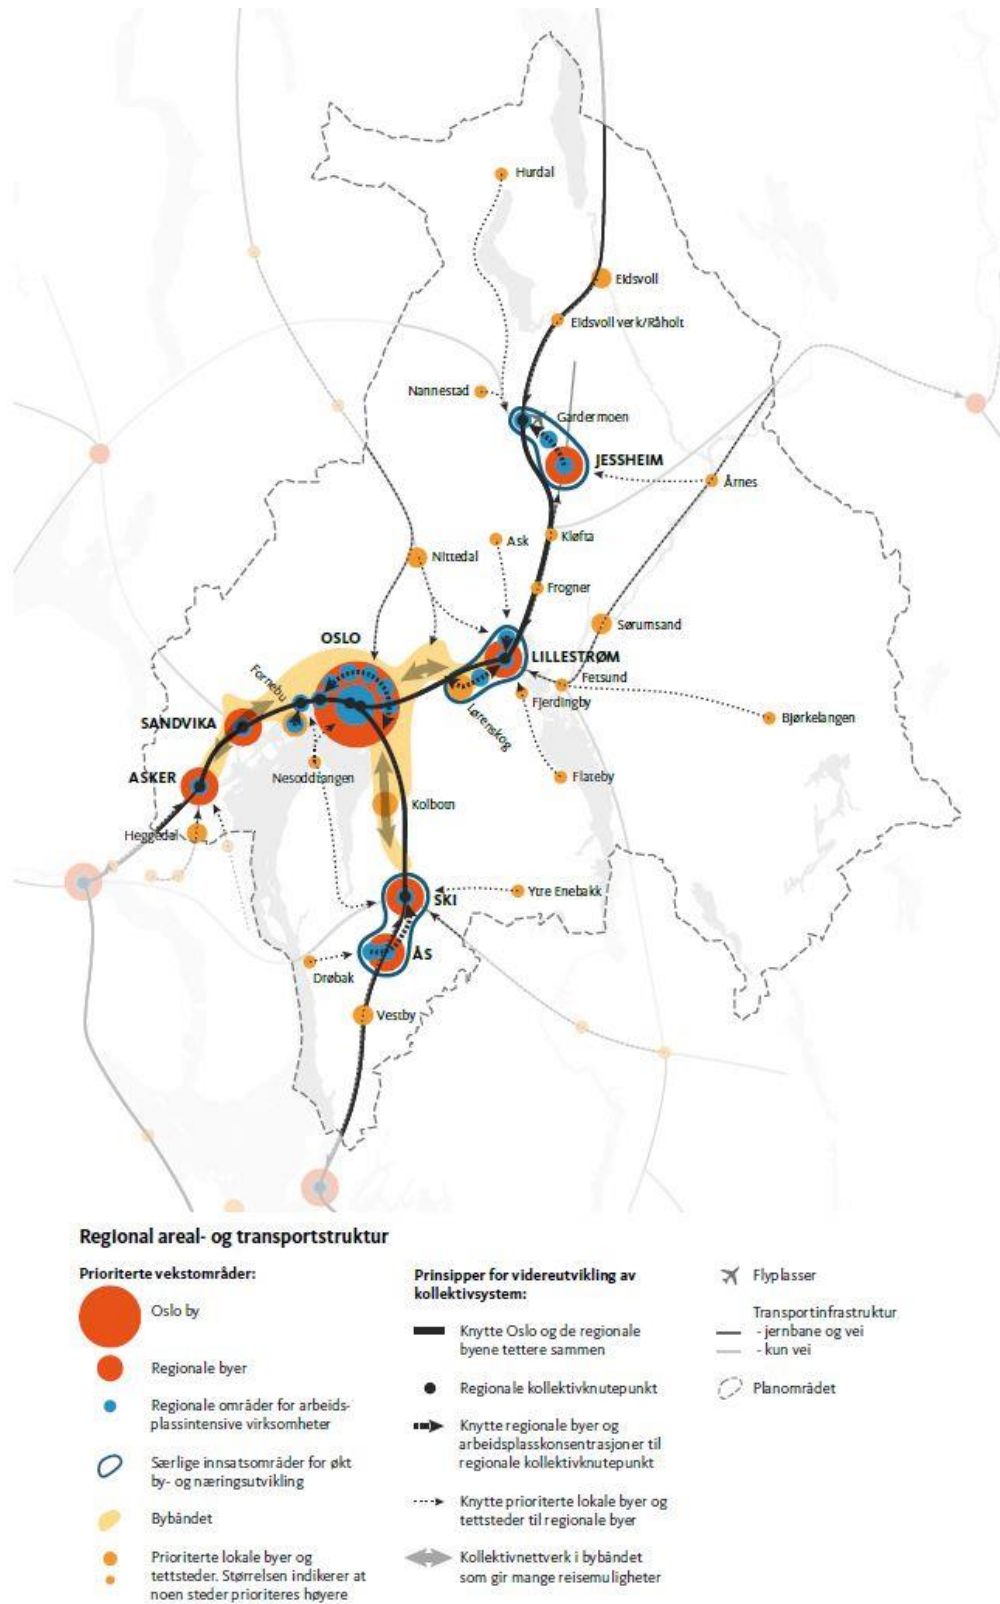 Hurdal
Eidsvoll
Eidsvoll verk/Råholt
Nannestad
Gardermoen
JESSHEIM
Årnes
Ask
Kløfta
Nittedal
Frogner
Sørumsand
OSLO
LILLESTRØM
Fornebu
Fetsund
Fjerdingby
SANDVIKA
Lørenskog
Bjørkelangen
ASKER
Nesoddtangen
Flateby
Kolbotn
Heggedal
Ytre Enebakk
SKI
ÅS
Drøbak
Vestby
Regional areal- og transportstruktur
Prioriterte vekstområder:
Oslo by
Regionale byer
Regionale områder for arbeids-
plassintensive virksomheter
Særlige innsatsområder for økt
by- og næringsutvikling
Bybåndet
Prioriterte lokale byer og
tettsteder. Størrelsen indikerer at
noen steder prioriteres høyere
Prinsipper for videreutvikling av
kollektivsystem:
Knytte Oslo og de regionale
byene tettere sammen
Regionale kollektivknutepunkt
Knytte regionale byer og
arbeidsplasskonsentrasjoner til
regionale kollektivknutepunkt
Knytte prioriterte lokale byer og
tettsteder til regionale byer
Kollektivnettverk i bybåndet
som gir mange reisemuligheter
Flyplasser
Transportinfrastruktur
- jernbane og vei
- kun vei
Planområdet